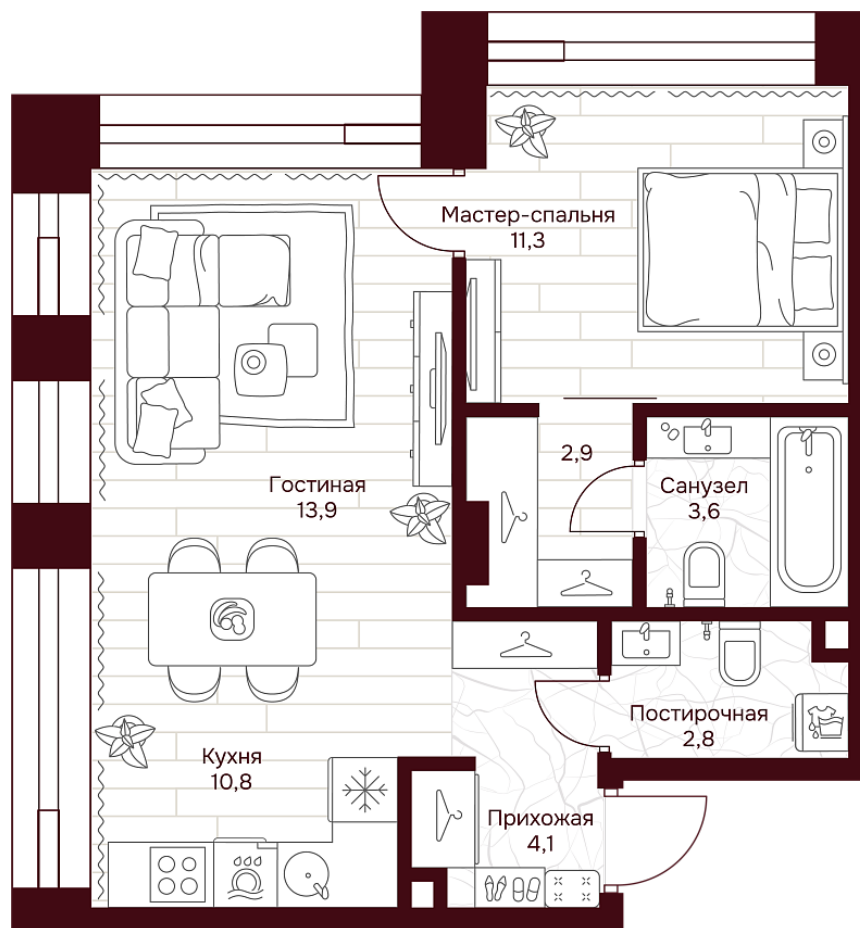 Мастер-спальня
11,3
2,9
Гостиная
13,9
Санузел
3,6
Постирочная
2,8
Кухня
10,8
Прихожая
4,1